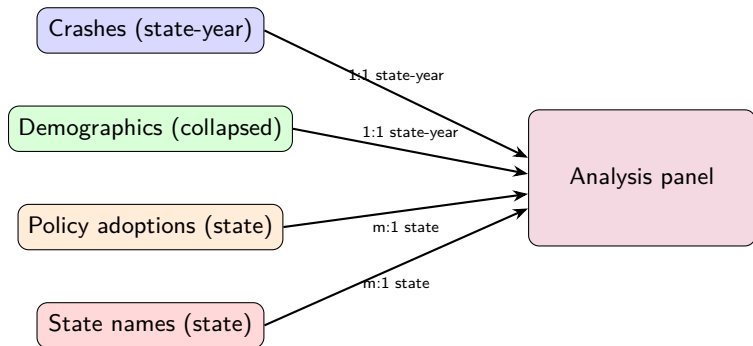 Crashes (state-year)
1:1 state-year
Demographics (collapsed)
1:1 state-year
Analysis panel
Policy adoptions (state)
m:1 state
m:1 state
State names (state)